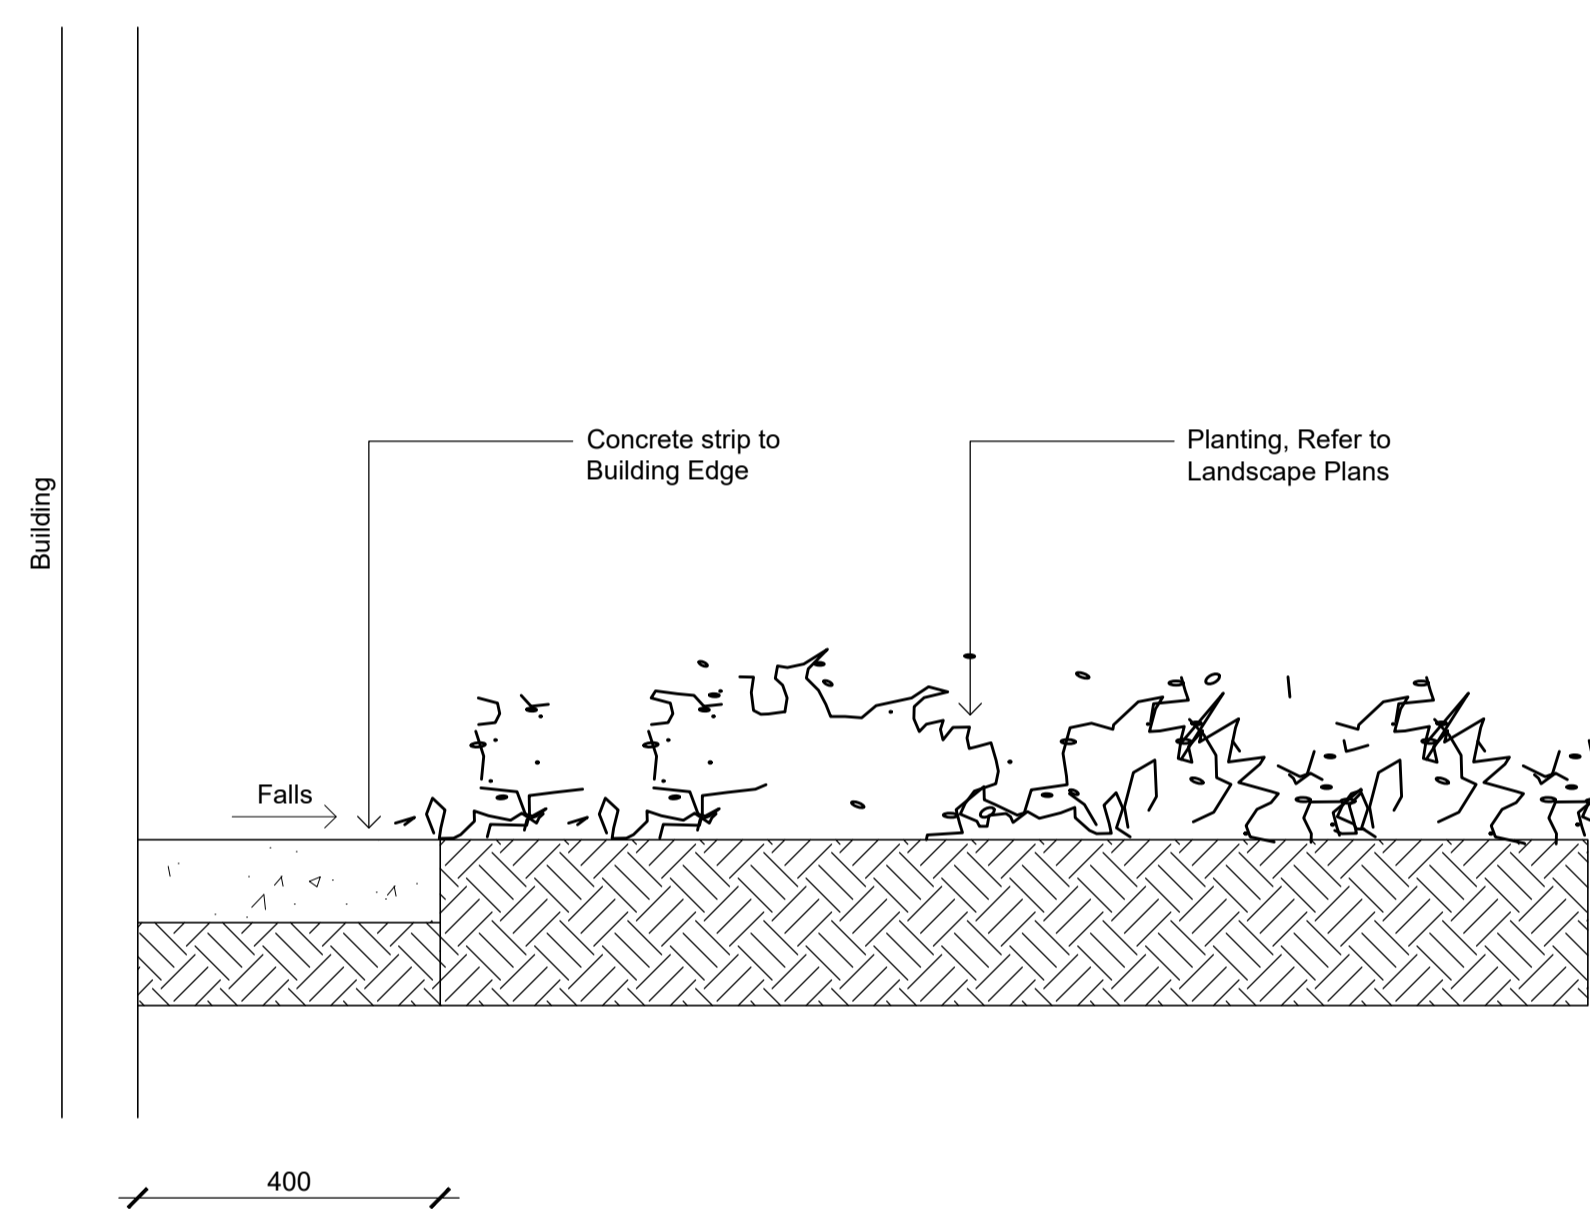 Concrete strip to
Building Edge
Planting, Refer to
Landscape Plans
Building
Falls
400